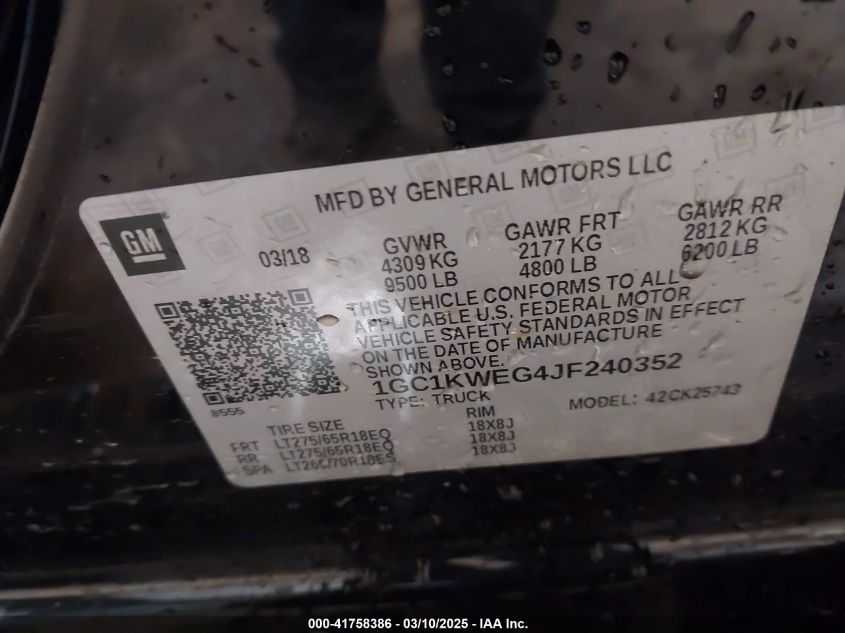 MFD BY GENERAL MOTORS LLC
GM
03/18
GVWR
4309 KG
9500 LB
GAWR FRT
2177 KG
4800 LB
GAWR RR
2812 KG
6200 LB
THIS VEHICLE CONFORMS TO ALL
APPLICABLE U.S. FEDERAL MOTOR
VEHICLE SAFETY STANDARDS IN EFFECT
ON THE DATE OF MANUFACTURE
SHOWN ABOVE.
1GC1KWEG4JF240352
TYPE: TRUCK
MODEL: 42CK25743
8555
TIRE SIZE RIM
FRT LT275/65R18EQ 18X8J
RR LT275/65R18EQ 18X8J
SPA 18X8J
000-41758386 - 03/10/2025 - IAA Inc.